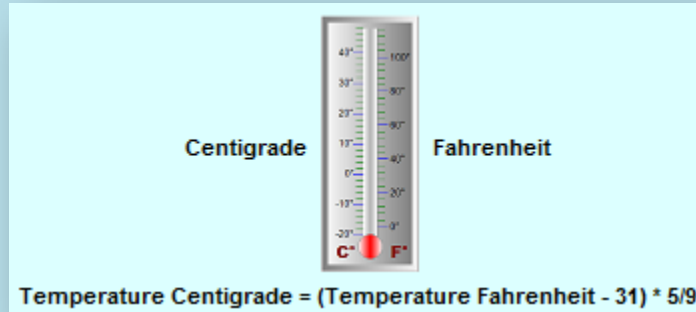 40°
100°
30°
80°
20°
60°
Centigrade
10°
Fahrenheit
40°
0°
20°
-10°
0°
-20°
C°
F°
Temperature Centigrade = (Temperature Fahrenheit - 31) * 5/9